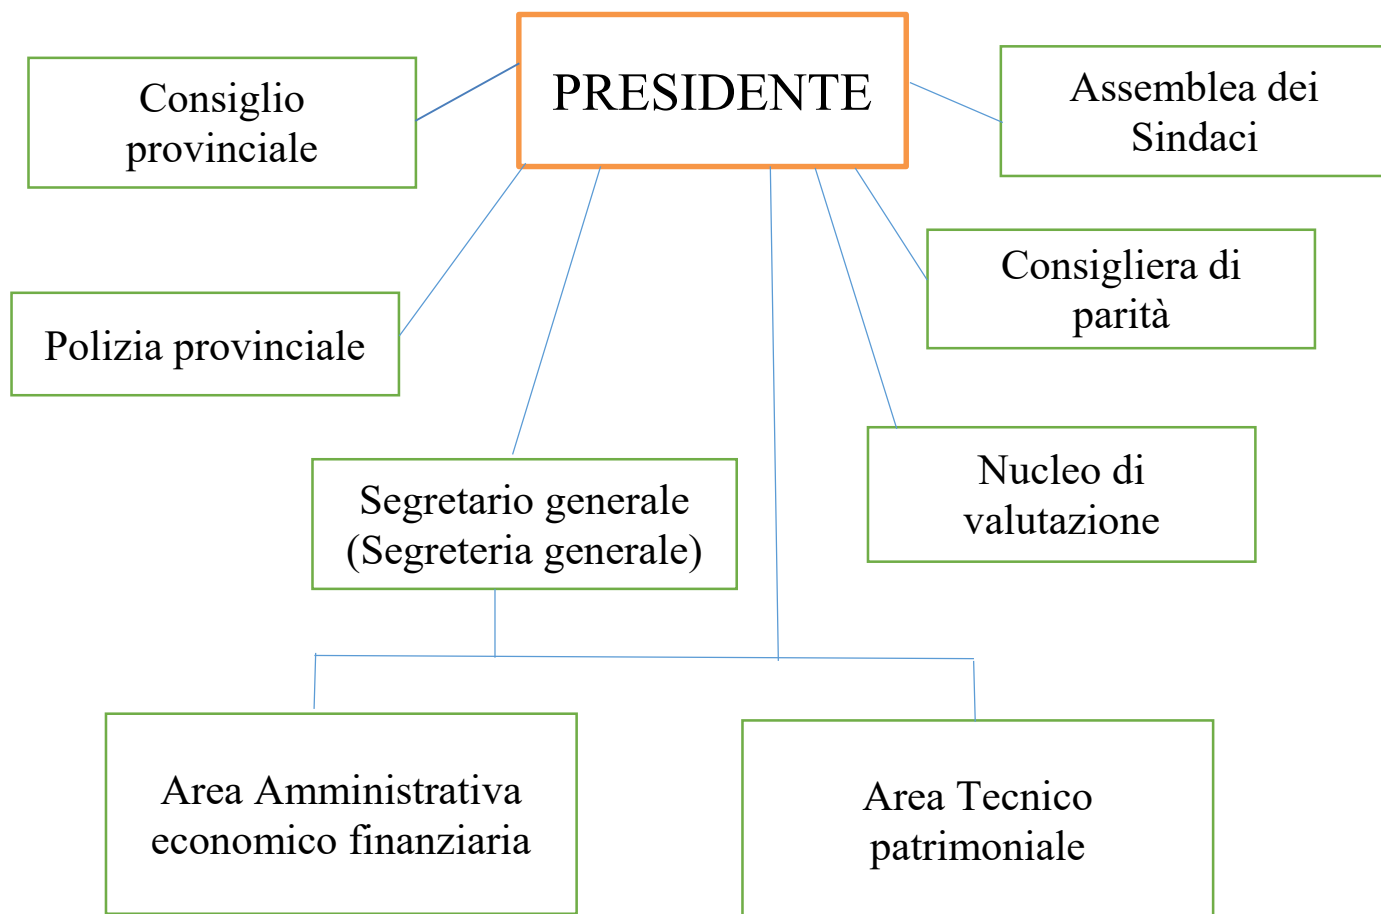 PRESIDENTE
Consiglio
provinciale
Assemblea dei
Sindaci
Consigliera di
parità
Polizia provinciale
Nucleo di
valutazione
Segretario generale
(Segreteria generale)
Area Amministrativa
economico finanziaria
Area Tecnico
patrimoniale